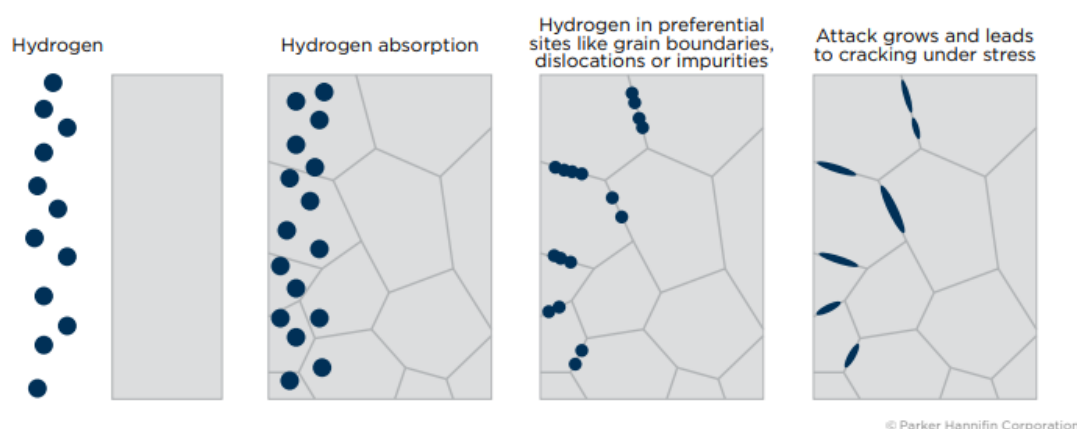 Hydrogen
Hydrogen absorption
Hydrogen in preferential
sites like grain boundaries,
dislocations or impurities
Attack grows and leads
to cracking under stress
© Parker Hannifin Corporation